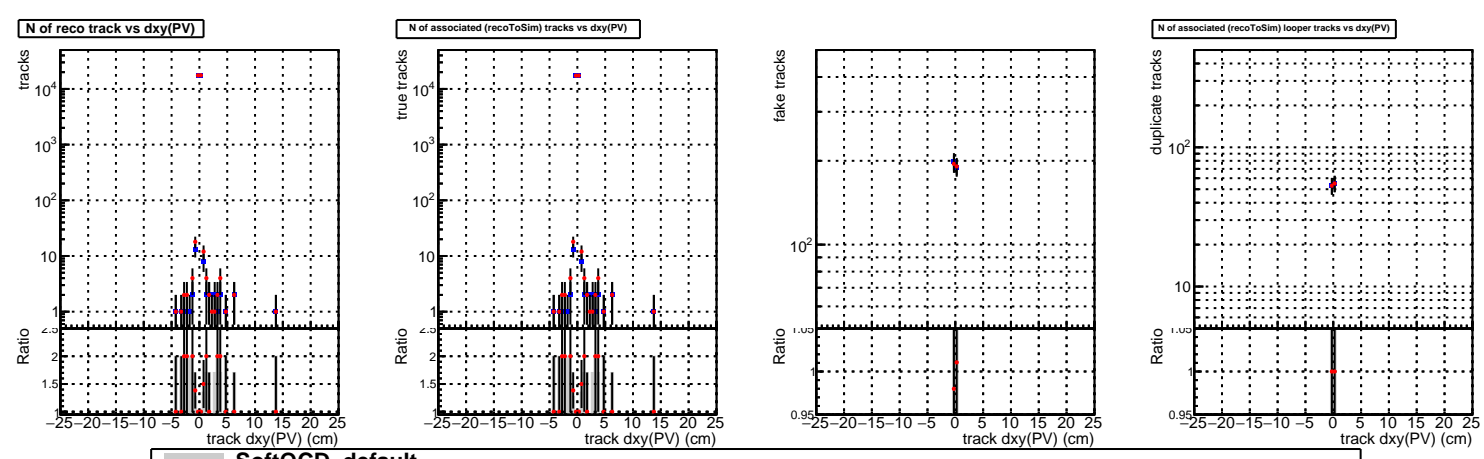 N of reco track vs dxy(PV)
tracks
10⁴
10³
10²
10
1
Ratio
2.5
2
1.5
1
−25−20−15−10 −5 0 5 10 15 20 25
track dxy(PV) (cm)
N of associated (recoToSim) tracks vs dxy(PV)
true tracks
10⁴
10³
10²
10
1
Ratio
2.5
2
1.5
1
−25−20−15−10 −5 0 5 10 15 20 25
track dxy(PV) (cm)
fake tracks
10²
Ratio
1.05
1
0.95
−25−20−15−10 −5 0 5 10 15 20 25
track dxy(PV) (cm)
N of associated (recoToSim) looper tracks vs dxy(PV)
duplicate tracks
10²
10
Ratio
1.05
1
0.95
−25−20−15−10 −5 0 5 10 15 20 25
track dxy(PV) (cm)
SoftQCD_default